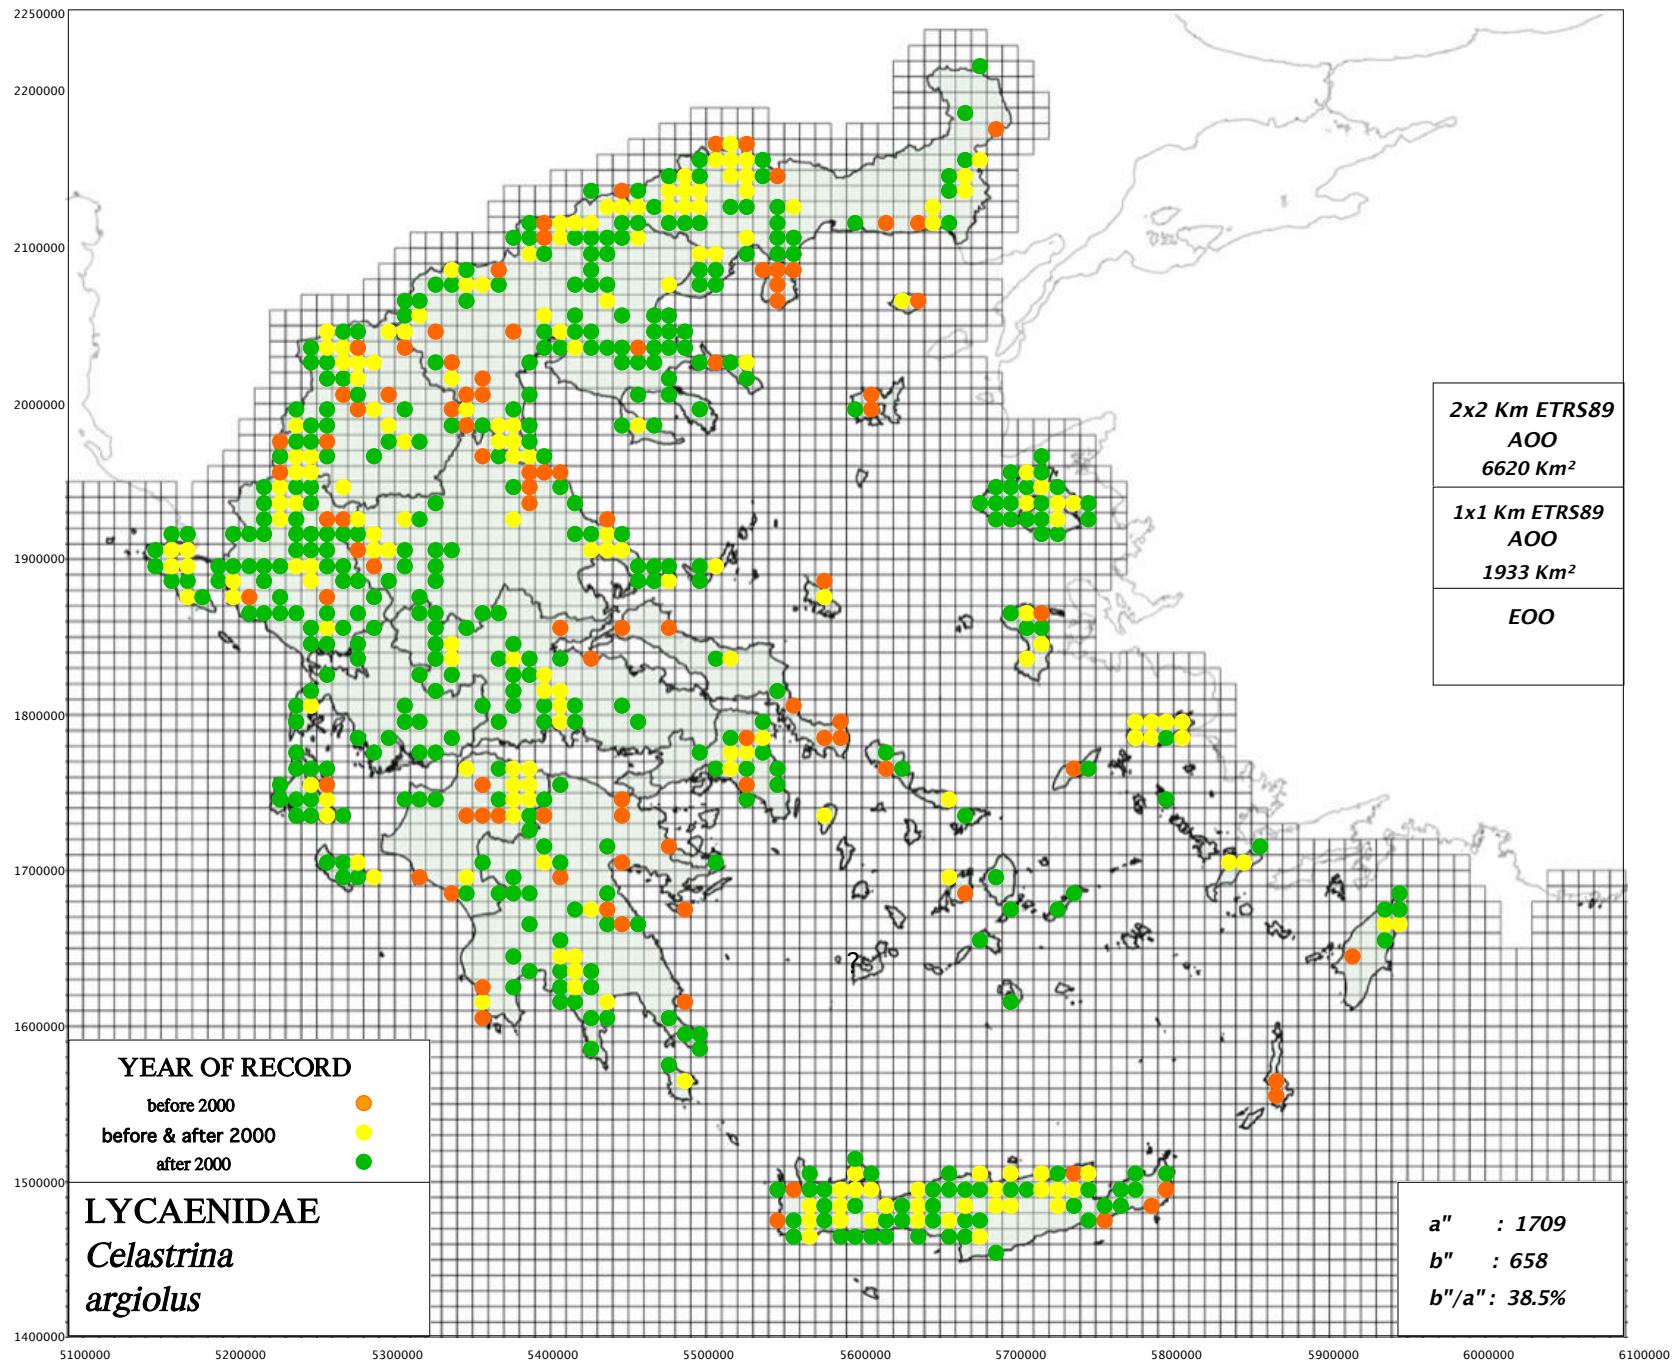 2250000
2200000
2100000
2000000
1900000
1800000
1700000
1600000
1500000
1400000
2x2 Km ETRS89
AOO
6620 Km²
1x1 Km ETRS89
AOO
1933 Km²
EOO
?
YEAR OF RECORD
before 2000
before & after 2000
after 2000
LYCAENIDAE
Celastrina
argiolus
a" : 1709
b" : 658
b"/a" : 38.5%
5100000 5200000 5300000 5400000 5500000 5600000 5700000 5800000 5900000 6000000 6100000